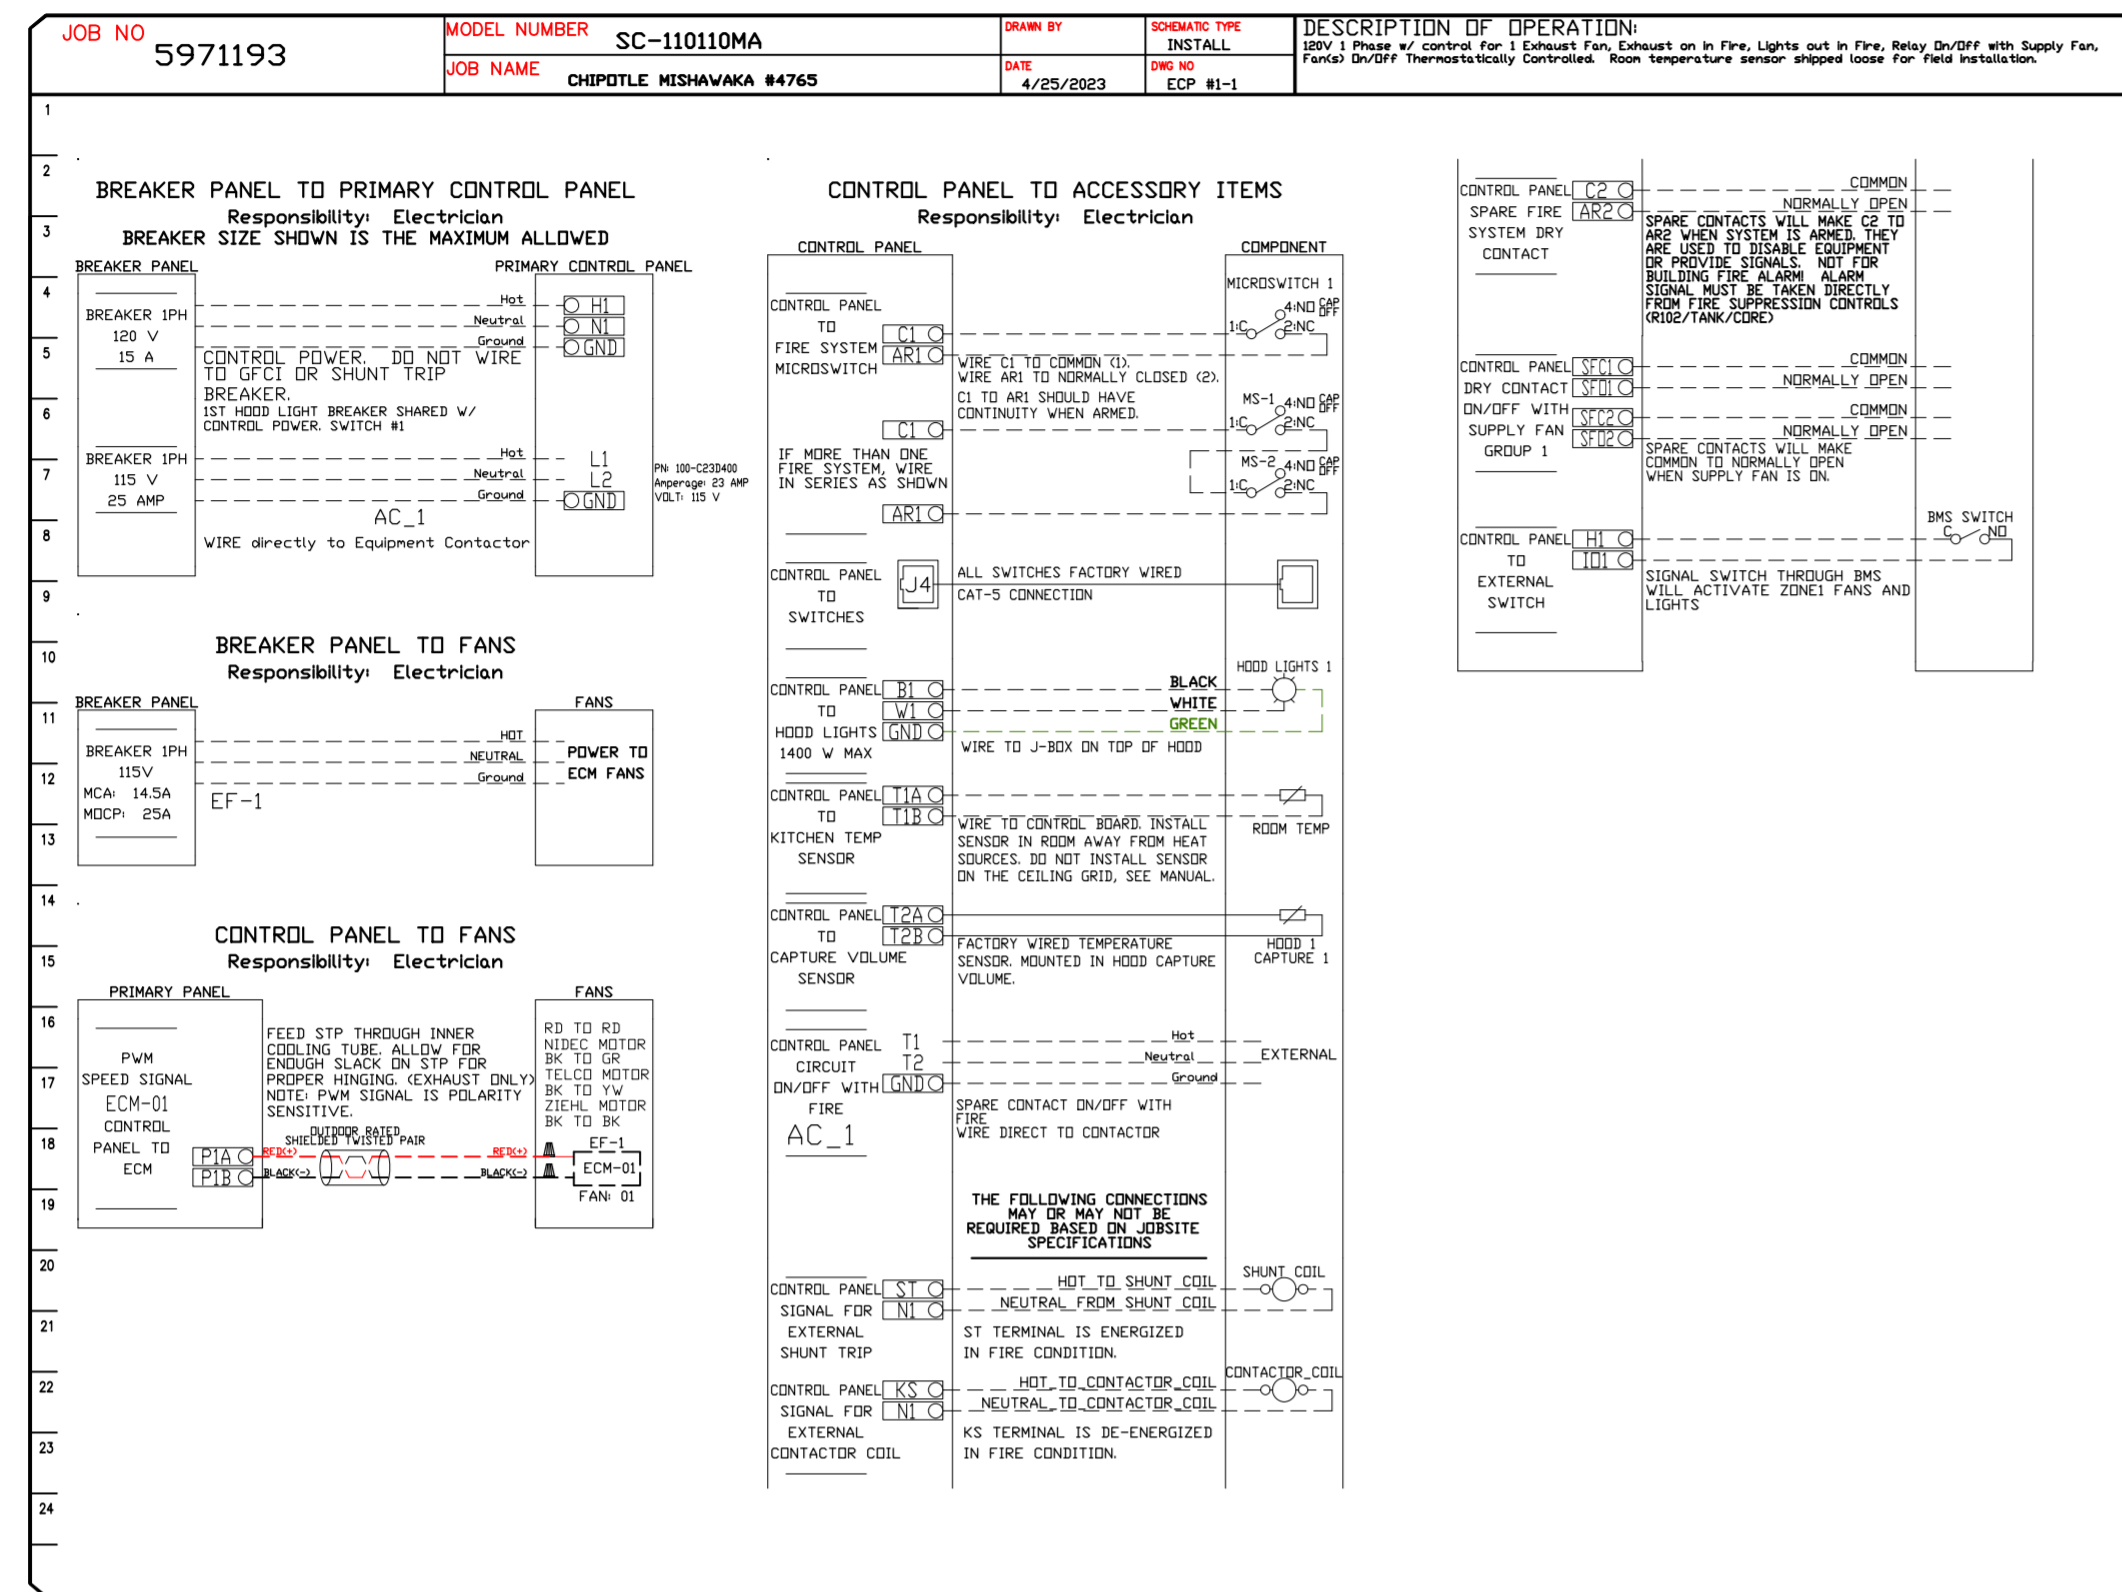 JOB NO
5971193
MODEL NUMBER
SC-110110MA
JOB NAME
CHIPOTLE MISHAWAKA #4765
DRAWN BY
DATE
4/25/2023
SCHEMATIC TYPE
INSTALL
DWG NO
ECP #1-1
DESCRIPTION OF OPERATION:
120V 1 Phase w/ control for 1 Exhaust Fan, Exhaust on in Fire, Lights out in Fire, Relay On/Off with Supply Fan,
Fan(s) On/Off Thermostatically Controlled. Room temperature sensor shipped loose for field installation.
1
2
3
4
5
6
7
8
9
10
11
12
13
14
15
16
17
18
19
20
21
22
23
24
BREAKER PANEL TO PRIMARY CONTROL PANEL
Responsibility: Electrician
BREAKER SIZE SHOWN IS THE MAXIMUM ALLOWED
BREAKER PANEL
PRIMARY CONTROL PANEL
BREAKER 1PH
120 V
15 A
Hot
H1
Neutral
N1
Ground
GND
CONTROL POWER. DO NOT WIRE
TO GFCI OR SHUNT TRIP
BREAKER.
1ST HOOD LIGHT BREAKER SHARED W/
CONTROL POWER. SWITCH #1
BREAKER 1PH
115 V
25 AMP
Hot
L1
Neutral
L2
Ground
GND
PN: 100-C23D400
Amperage: 23 AMP
VOLT: 115 V
AC_1
WIRE directly to Equipment Contactor
BREAKER PANEL TO FANS
Responsibility: Electrician
BREAKER PANEL
FANS
BREAKER 1PH
115V
MCA: 14.5A
MOCP: 25A
HOT
NEUTRAL
Ground
EF-1
POWER TO
ECM FANS
CONTROL PANEL TO FANS
Responsibility: Electrician
PRIMARY PANEL
FANS
PWM
SPEED SIGNAL
ECM-01
CONTROL
PANEL TO
ECM
P1A
P1B
FEED STP THROUGH INNER
COOLING TUBE. ALLOW FOR
ENOUGH SLACK ON STP FOR
PROPER HINGING. (EXHAUST ONLY)
NOTE: PWM SIGNAL IS POLARITY
SENSITIVE.
OUTDOOR RATED
SHIELDED TWISTED PAIR
RED(+)
RED(+)
BLACK(-)
BLACK(-)
RD TO RD
NIDEC MOTOR
BK TO GR
TELCO MOTOR
BK TO YW
ZIEHL MOTOR
BK TO BK
EF-1
ECM-01
FAN: 01
CONTROL PANEL TO ACCESSORY ITEMS
Responsibility: Electrician
CONTROL PANEL
COMPONENT
CONTROL PANEL
TO
FIRE SYSTEM
MICROSWITCH
C1
AR1
MICROSWITCH 1
4:NO CAP OFF
1:C
2:NC
WIRE C1 TO COMMON (1).
WIRE AR1 TO NORMALLY CLOSED (2).
C1 TO AR1 SHOULD HAVE
CONTINUITY WHEN ARMED.
C1
MS-1
4:NO CAP OFF
1:C
2:NC
IF MORE THAN ONE
FIRE SYSTEM, WIRE
IN SERIES AS SHOWN
MS-2
4:NO CAP OFF
1:C
2:NC
AR1
CONTROL PANEL
TO
SWITCHES
J4
ALL SWITCHES FACTORY WIRED
CAT-5 CONNECTION
CONTROL PANEL
TO
HOOD LIGHTS
1400 W MAX
B1
W1
GND
BLACK
WHITE
GREEN
HOOD LIGHTS 1
WIRE TO J-BOX ON TOP OF HOOD
CONTROL PANEL
TO
KITCHEN TEMP
SENSOR
T1A
T1B
WIRE TO CONTROL BOARD. INSTALL
SENSOR IN ROOM AWAY FROM HEAT
SOURCES. DO NOT INSTALL SENSOR
ON THE CEILING GRID, SEE MANUAL.
ROOM TEMP
CONTROL PANEL
TO
CAPTURE VOLUME
SENSOR
T2A
T2B
FACTORY WIRED TEMPERATURE
SENSOR. MOUNTED IN HOOD CAPTURE
VOLUME.
HOOD 1
CAPTURE 1
CONTROL PANEL
CIRCUIT
ON/OFF WITH
FIRE
AC_1
T1
T2
GND
Hot
Neutral
Ground
EXTERNAL
SPARE CONTACT ON/OFF WITH
FIRE
WIRE DIRECT TO CONTACTOR
THE FOLLOWING CONNECTIONS
MAY OR MAY NOT BE
REQUIRED BASED ON JOBSITE
SPECIFICATIONS
CONTROL PANEL
SIGNAL FOR
EXTERNAL
SHUNT TRIP
ST
N1
HOT TO SHUNT COIL
NEUTRAL FROM SHUNT COIL
SHUNT COIL
ST TERMINAL IS ENERGIZED
IN FIRE CONDITION.
CONTROL PANEL
SIGNAL FOR
EXTERNAL
CONTACTOR COIL
KS
N1
HOT TO CONTACTOR COIL
NEUTRAL TO CONTACTOR COIL
CONTACTOR COIL
KS TERMINAL IS DE-ENERGIZED
IN FIRE CONDITION.
CONTROL PANEL
SPARE FIRE
SYSTEM DRY
CONTACT
C2
AR2
COMMON
NORMALLY OPEN
SPARE CONTACTS WILL MAKE C2 TO
AR2 WHEN SYSTEM IS ARMED. THEY
ARE USED TO DISABLE EQUIPMENT
OR PROVIDE SIGNALS. NOT FOR
BUILDING FIRE ALARM! ALARM
SIGNAL MUST BE TAKEN DIRECTLY
FROM FIRE SUPPRESSION CONTROLS
(R102/TANK/CORE)
CONTROL PANEL
DRY CONTACT
ON/OFF WITH
SUPPLY FAN
GROUP 1
SFC1
SFO1
SFC2
SFO2
COMMON
NORMALLY OPEN
COMMON
NORMALLY OPEN
SPARE CONTACTS WILL MAKE
COMMON TO NORMALLY OPEN
WHEN SUPPLY FAN IS ON.
CONTROL PANEL
TO
EXTERNAL
SWITCH
H1
IO1
BMS SWITCH
C
NO
SIGNAL SWITCH THROUGH BMS
WILL ACTIVATE ZONE1 FANS AND
LIGHTS